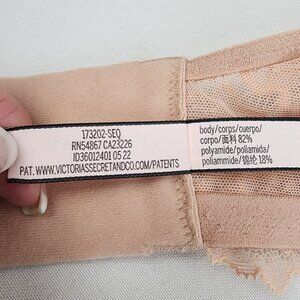 173202-SEQ
RN54867 CA23226
ID36012401 05 22
PAT. WWW.VICTORIASSECRETANDCO.COM/PATENTS
body/corps/cuerpo/
corpo/面料 82%
polyamide/poliamida/
poliammide/锦纶 18%